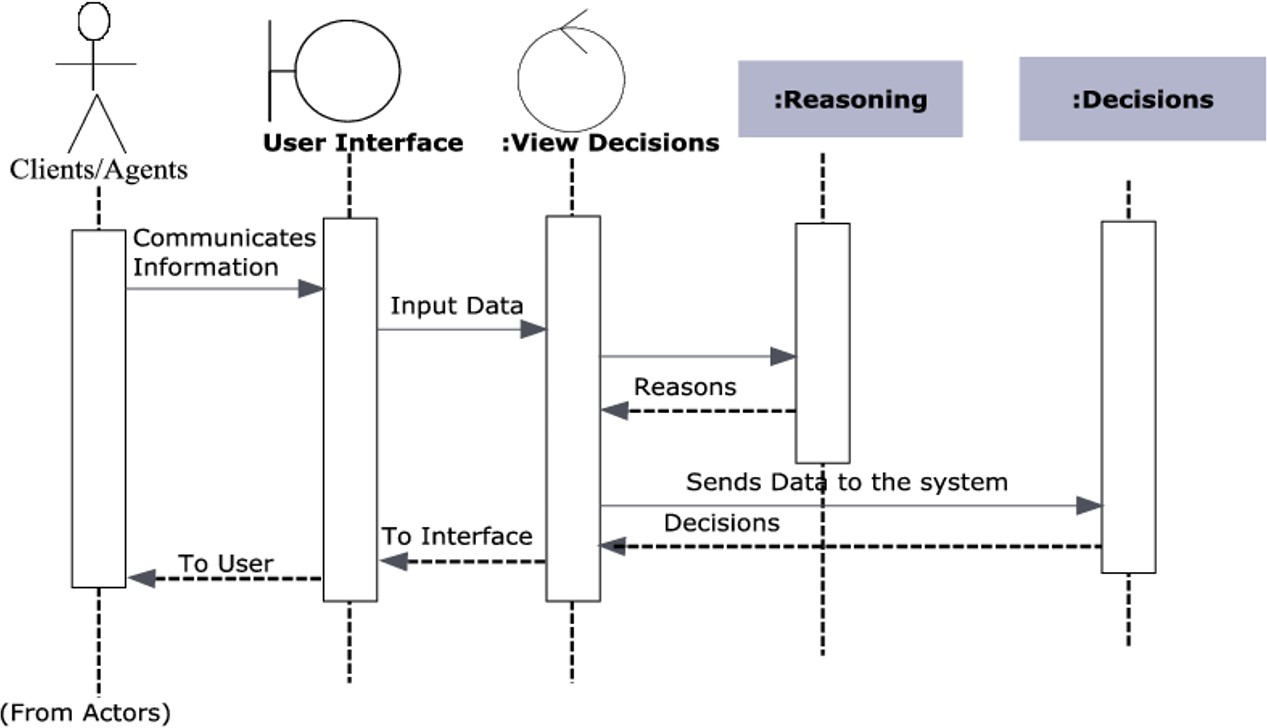 Clients/Agents
User Interface
:View Decisions
:Reasoning
:Decisions
Communicates
Information
Input Data
Reasons
Sends Data to the system
Decisions
To Interface
To User
(From Actors)